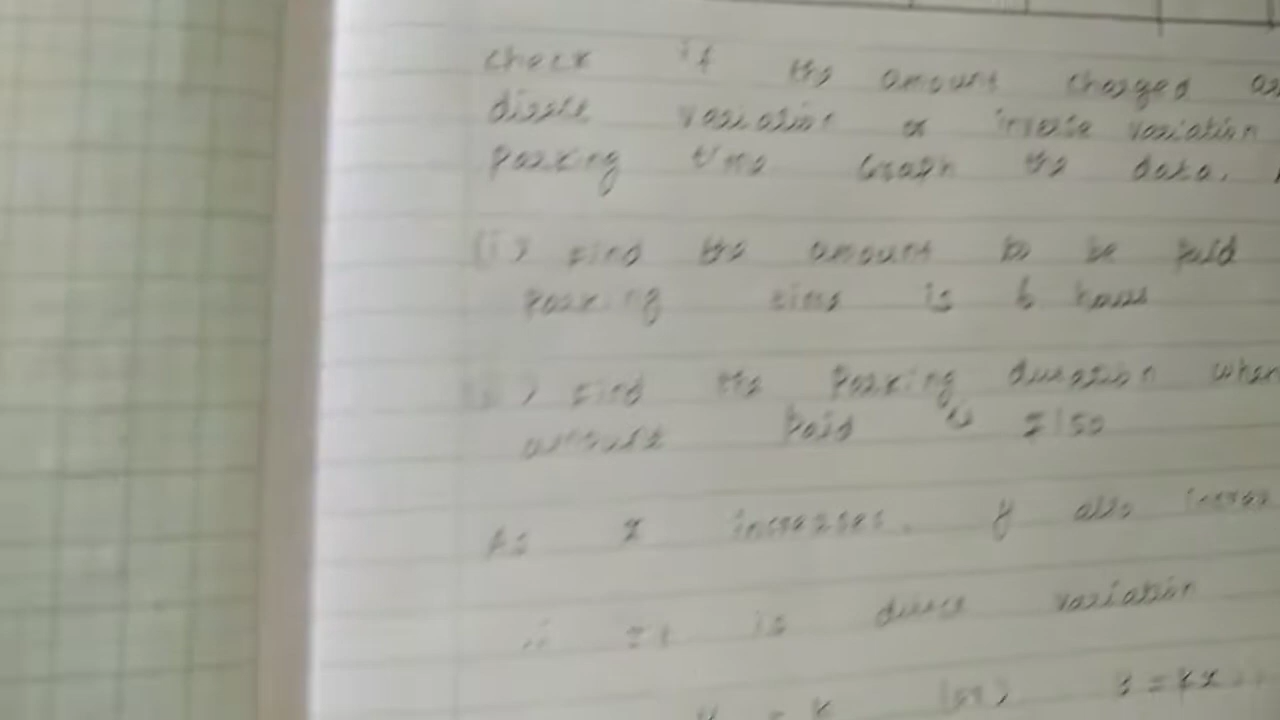 check if the amount charged
direct variation or inverse variation
Parking time Graph the data.
(i) Find the amount to be paid
Parking time is 6 hours
) Find the Parking duration when
amount paid is ₹150
As x increases, y also
∴ It is direct variation
= k (or) y = kx